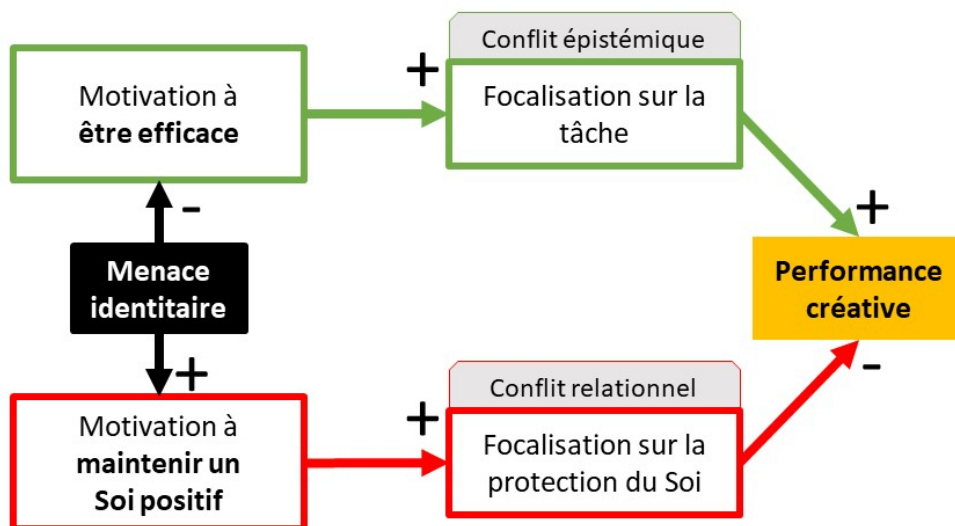 Conflit épistémique
+
Motivation à
être efficace
Focalisation sur la
tâche
-
+
Menace
identitaire
Performance
créative
+
-
Conflit relationnel
+
Motivation à
maintenir un
Soi positif
Focalisation sur la
protection du Soi